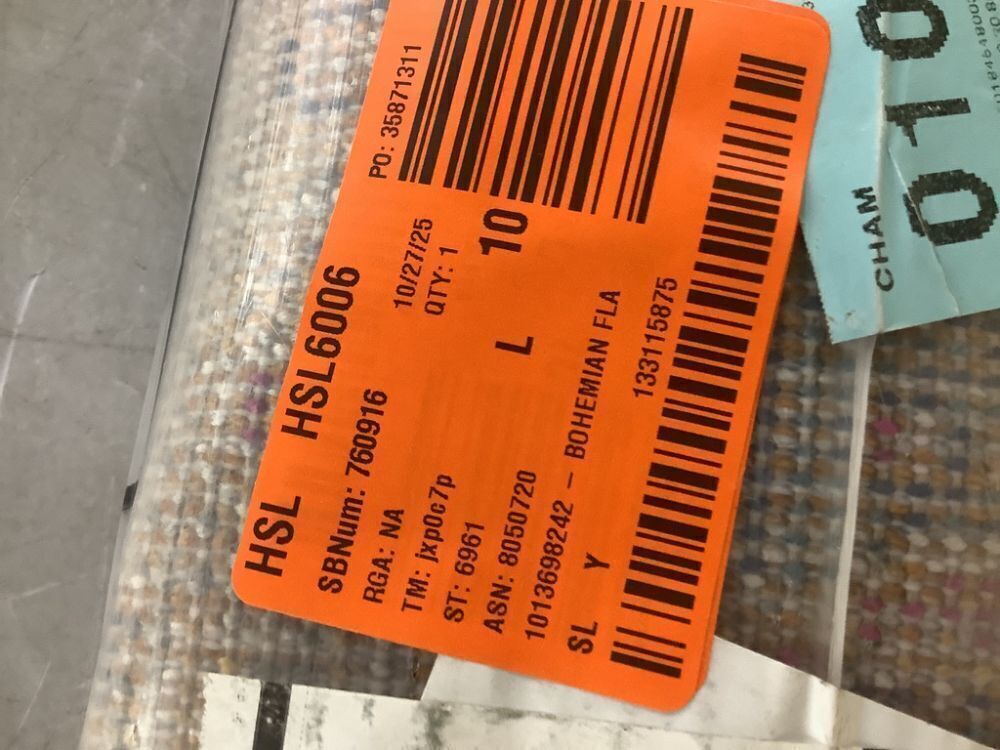 HSL HSL6006
SBNum: 760916
RGA: NA 10/27/25 PO: 35871311
TM: jxp0c7p QTY: 1
ST: 6961
ASN: 8050720 L 10
1013698242 – BOHEMIAN FLA
SL Y 133115875
CHAM
010